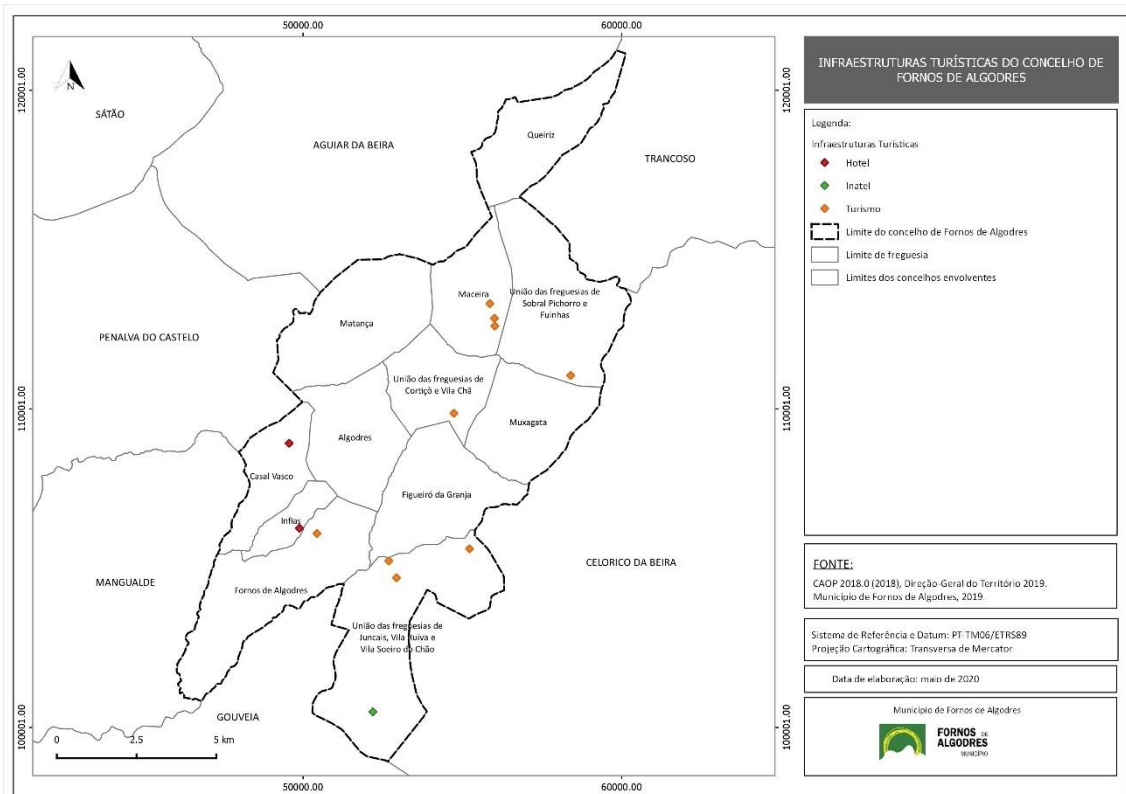 50000.00
60000.00
120001.00
120001.00
N
SÁTÃO
AGUIAR DA BEIRA
Queiriz
TRANCOSO
Maceira
União das freguesias de
Sobral Pichorro e
Fuinhas
Matança
PENALVA DO CASTELO
União das freguesias de
Cortiçô e Vila Chã
110001.00
110001.00
Muxagata
Algodres
Casal Vasco
Figueiró da Granja
Infias
MANGUALDE
CELORICO DA BEIRA
Fornos de Algodres
União das freguesias de
Juncais, Vila Ruiva e
Vila Soeiro do Chão
GOUVEIA
100001.00
100001.00
0 2.5 5 km
50000.00
60000.00
INFRAESTRUTURAS TURÍSTICAS DO CONCELHO DE
FORNOS DE ALGODRES
Legenda:
Infraestruturas Turísticas
Hotel
Inatel
Turismo
Limite do concelho de Fornos de Algodres
Limite de freguesia
Limites dos concelhos envolventes
FONTE:
CAOP 2018.0 (2018), Direção-Geral do Território 2019.
Município de Fornos de Algodres, 2019.
Sistema de Referência e Datum: PT-TM06/ETRS89
Projeção Cartográfica: Transversa de Mercator
Data de elaboração: maio de 2020
Município de Fornos de Algodres
FORNOS DE
ALGODRES
MUNICÍPIO